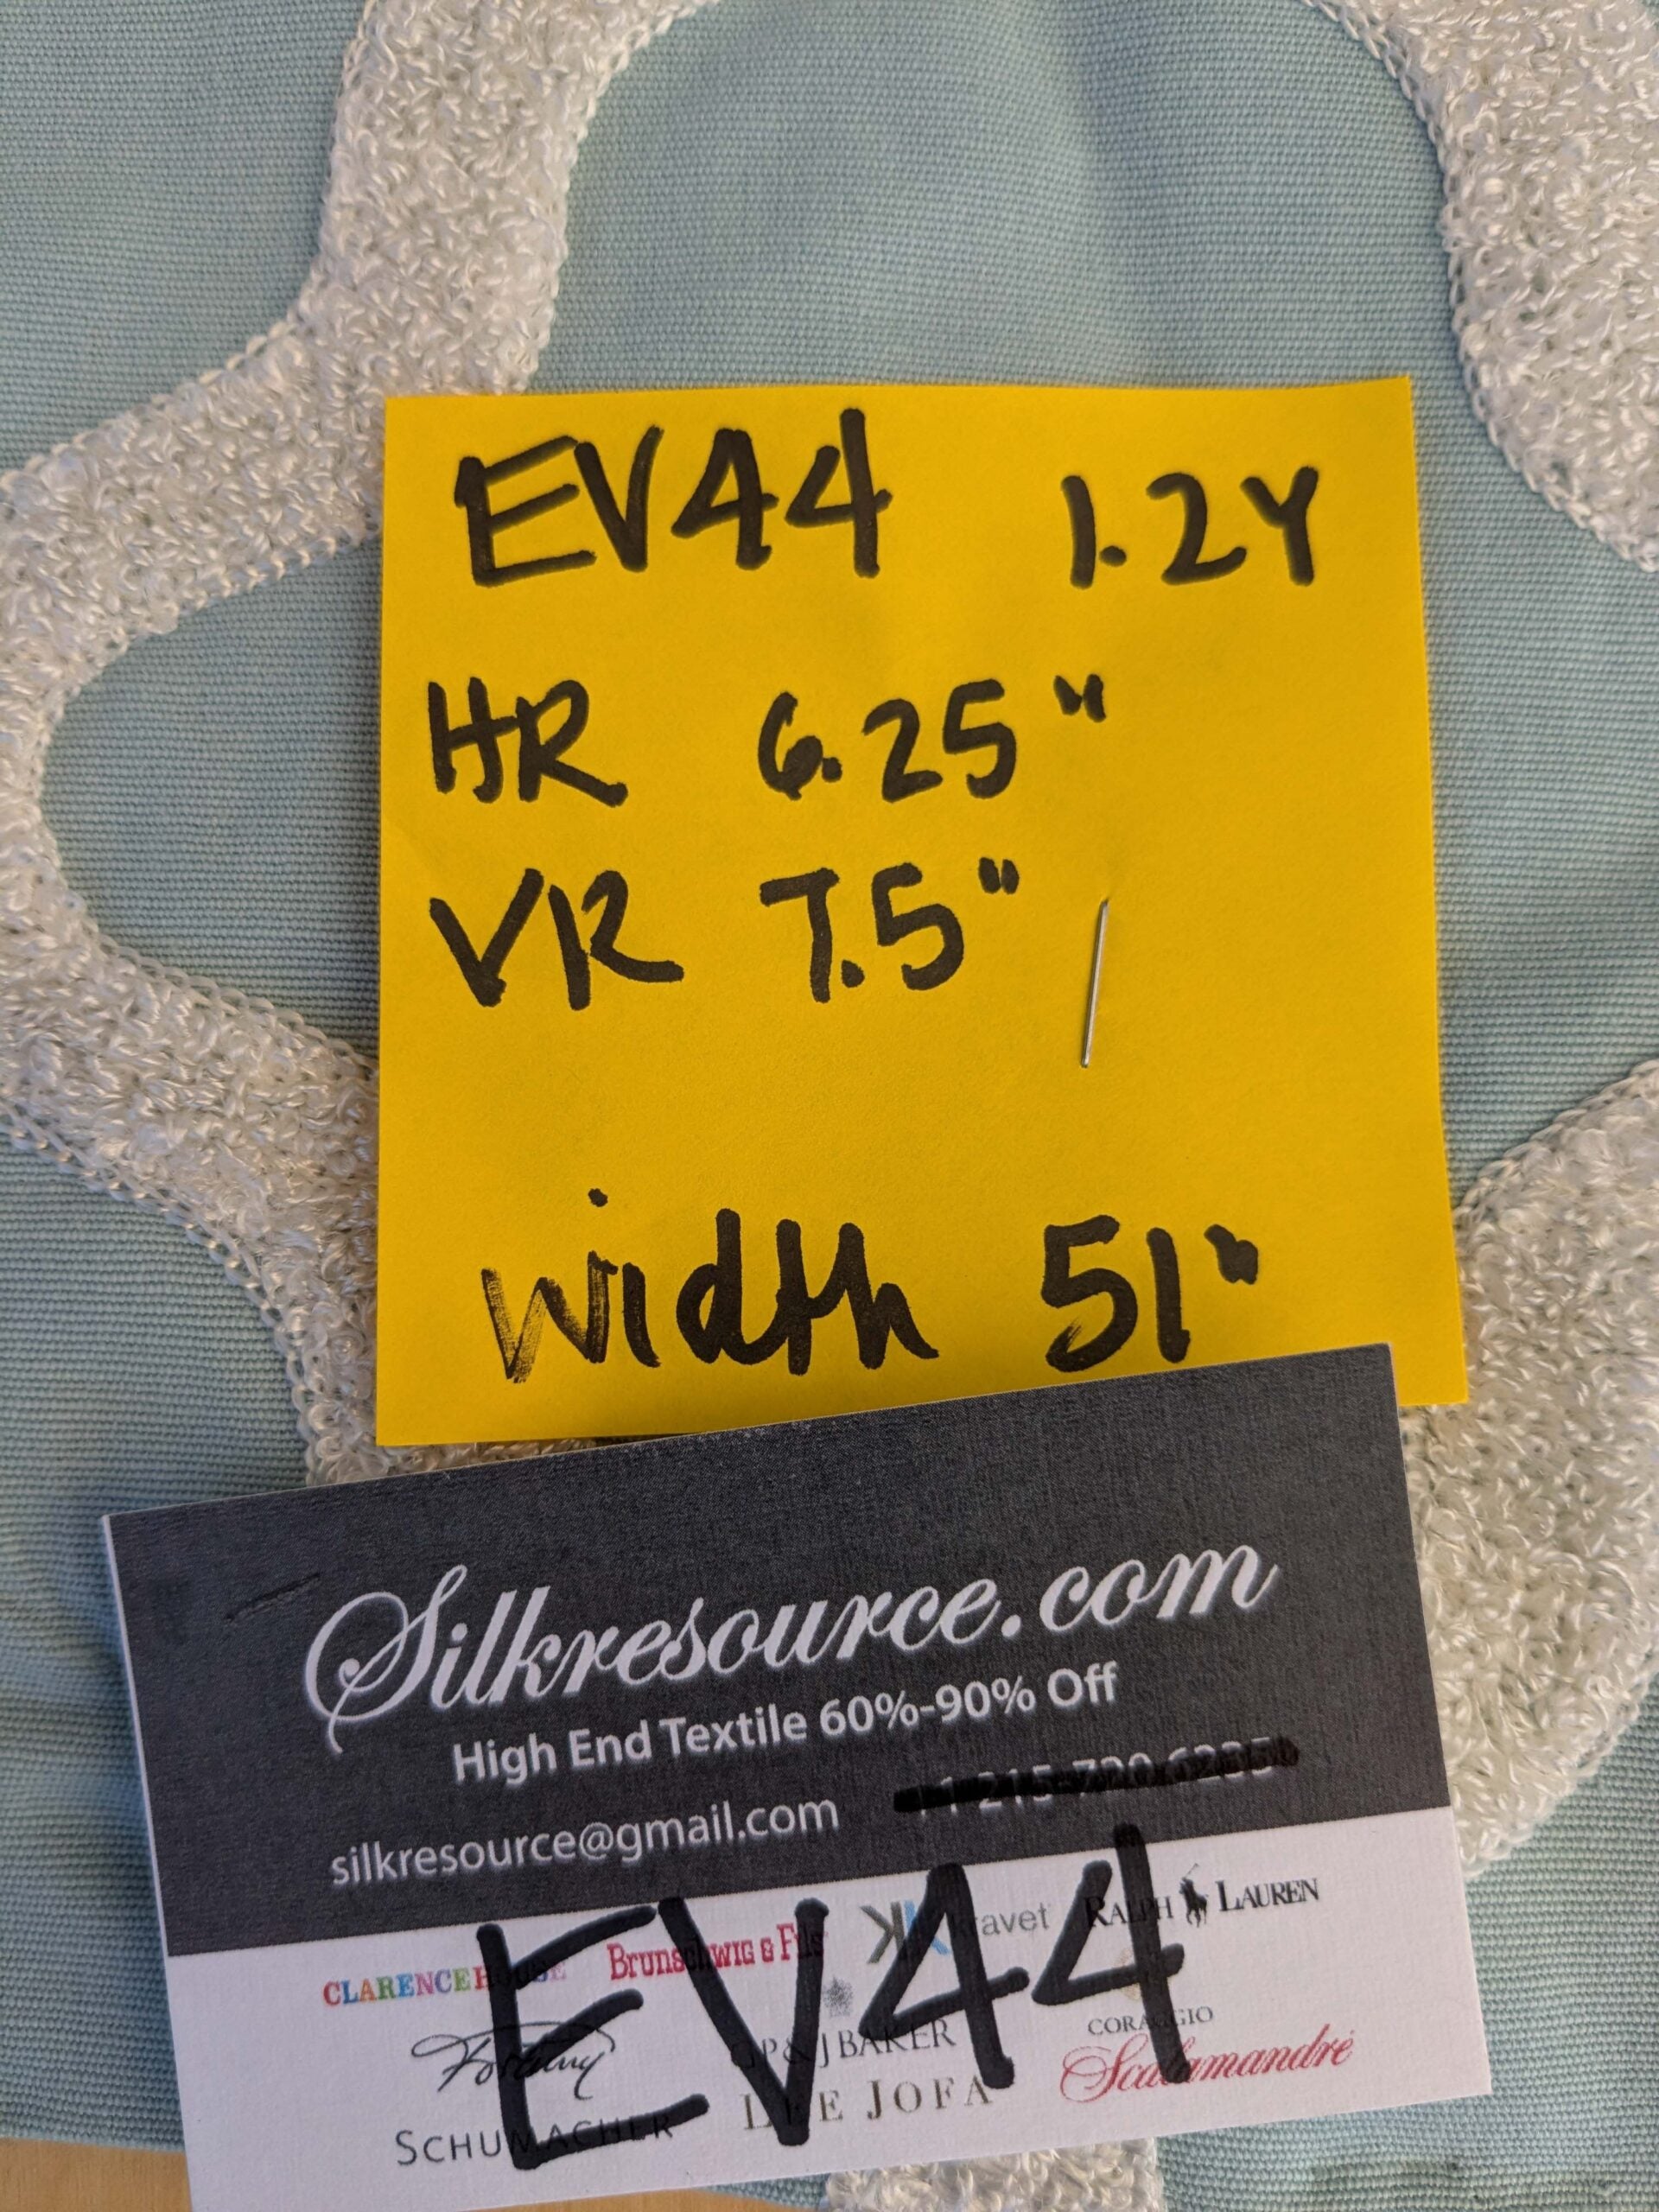 EV44 1.2Y
HR 6.25"
VR 7.5"
width 51"
Silkresource.com
High End Textile 60%-90% Off
silkresource@gmail.com
EV44
CLARENCE HOUSE Brunschwig & Fils kravet RALPH LAUREN
GP & J BAKER CORAGGIO
Scalamandré
SCHUMACHER LEE JOFA